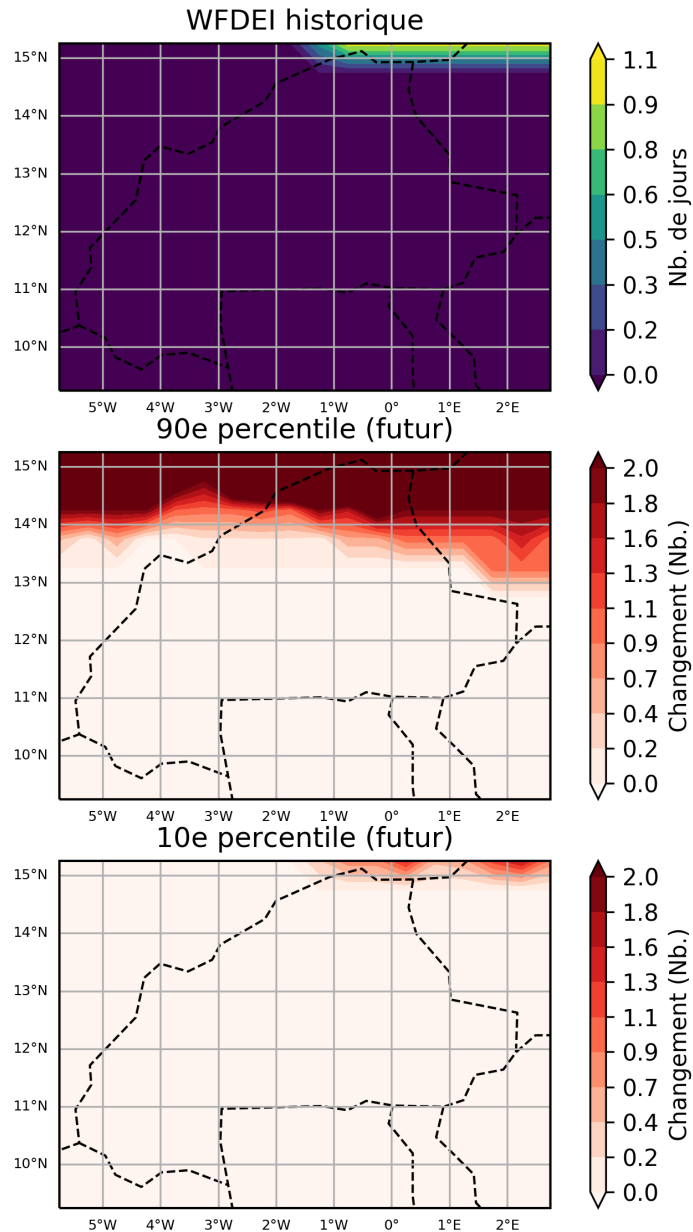 WFDEI historique
15°N
14°N
13°N
12°N
11°N
10°N
5°W 4°W 3°W 2°W 1°W 0° 1°E 2°E
1.1
0.9
0.8
0.6
0.5
0.3
0.2
0.0
Nb. de jours
90e percentile (futur)
15°N
14°N
13°N
12°N
11°N
10°N
5°W 4°W 3°W 2°W 1°W 0° 1°E 2°E
2.0
1.8
1.6
1.3
1.1
0.9
0.7
0.4
0.2
0.0
Changement (Nb.)
10e percentile (futur)
15°N
14°N
13°N
12°N
11°N
10°N
5°W 4°W 3°W 2°W 1°W 0° 1°E 2°E
2.0
1.8
1.6
1.3
1.1
0.9
0.7
0.4
0.2
0.0
Changement (Nb.)